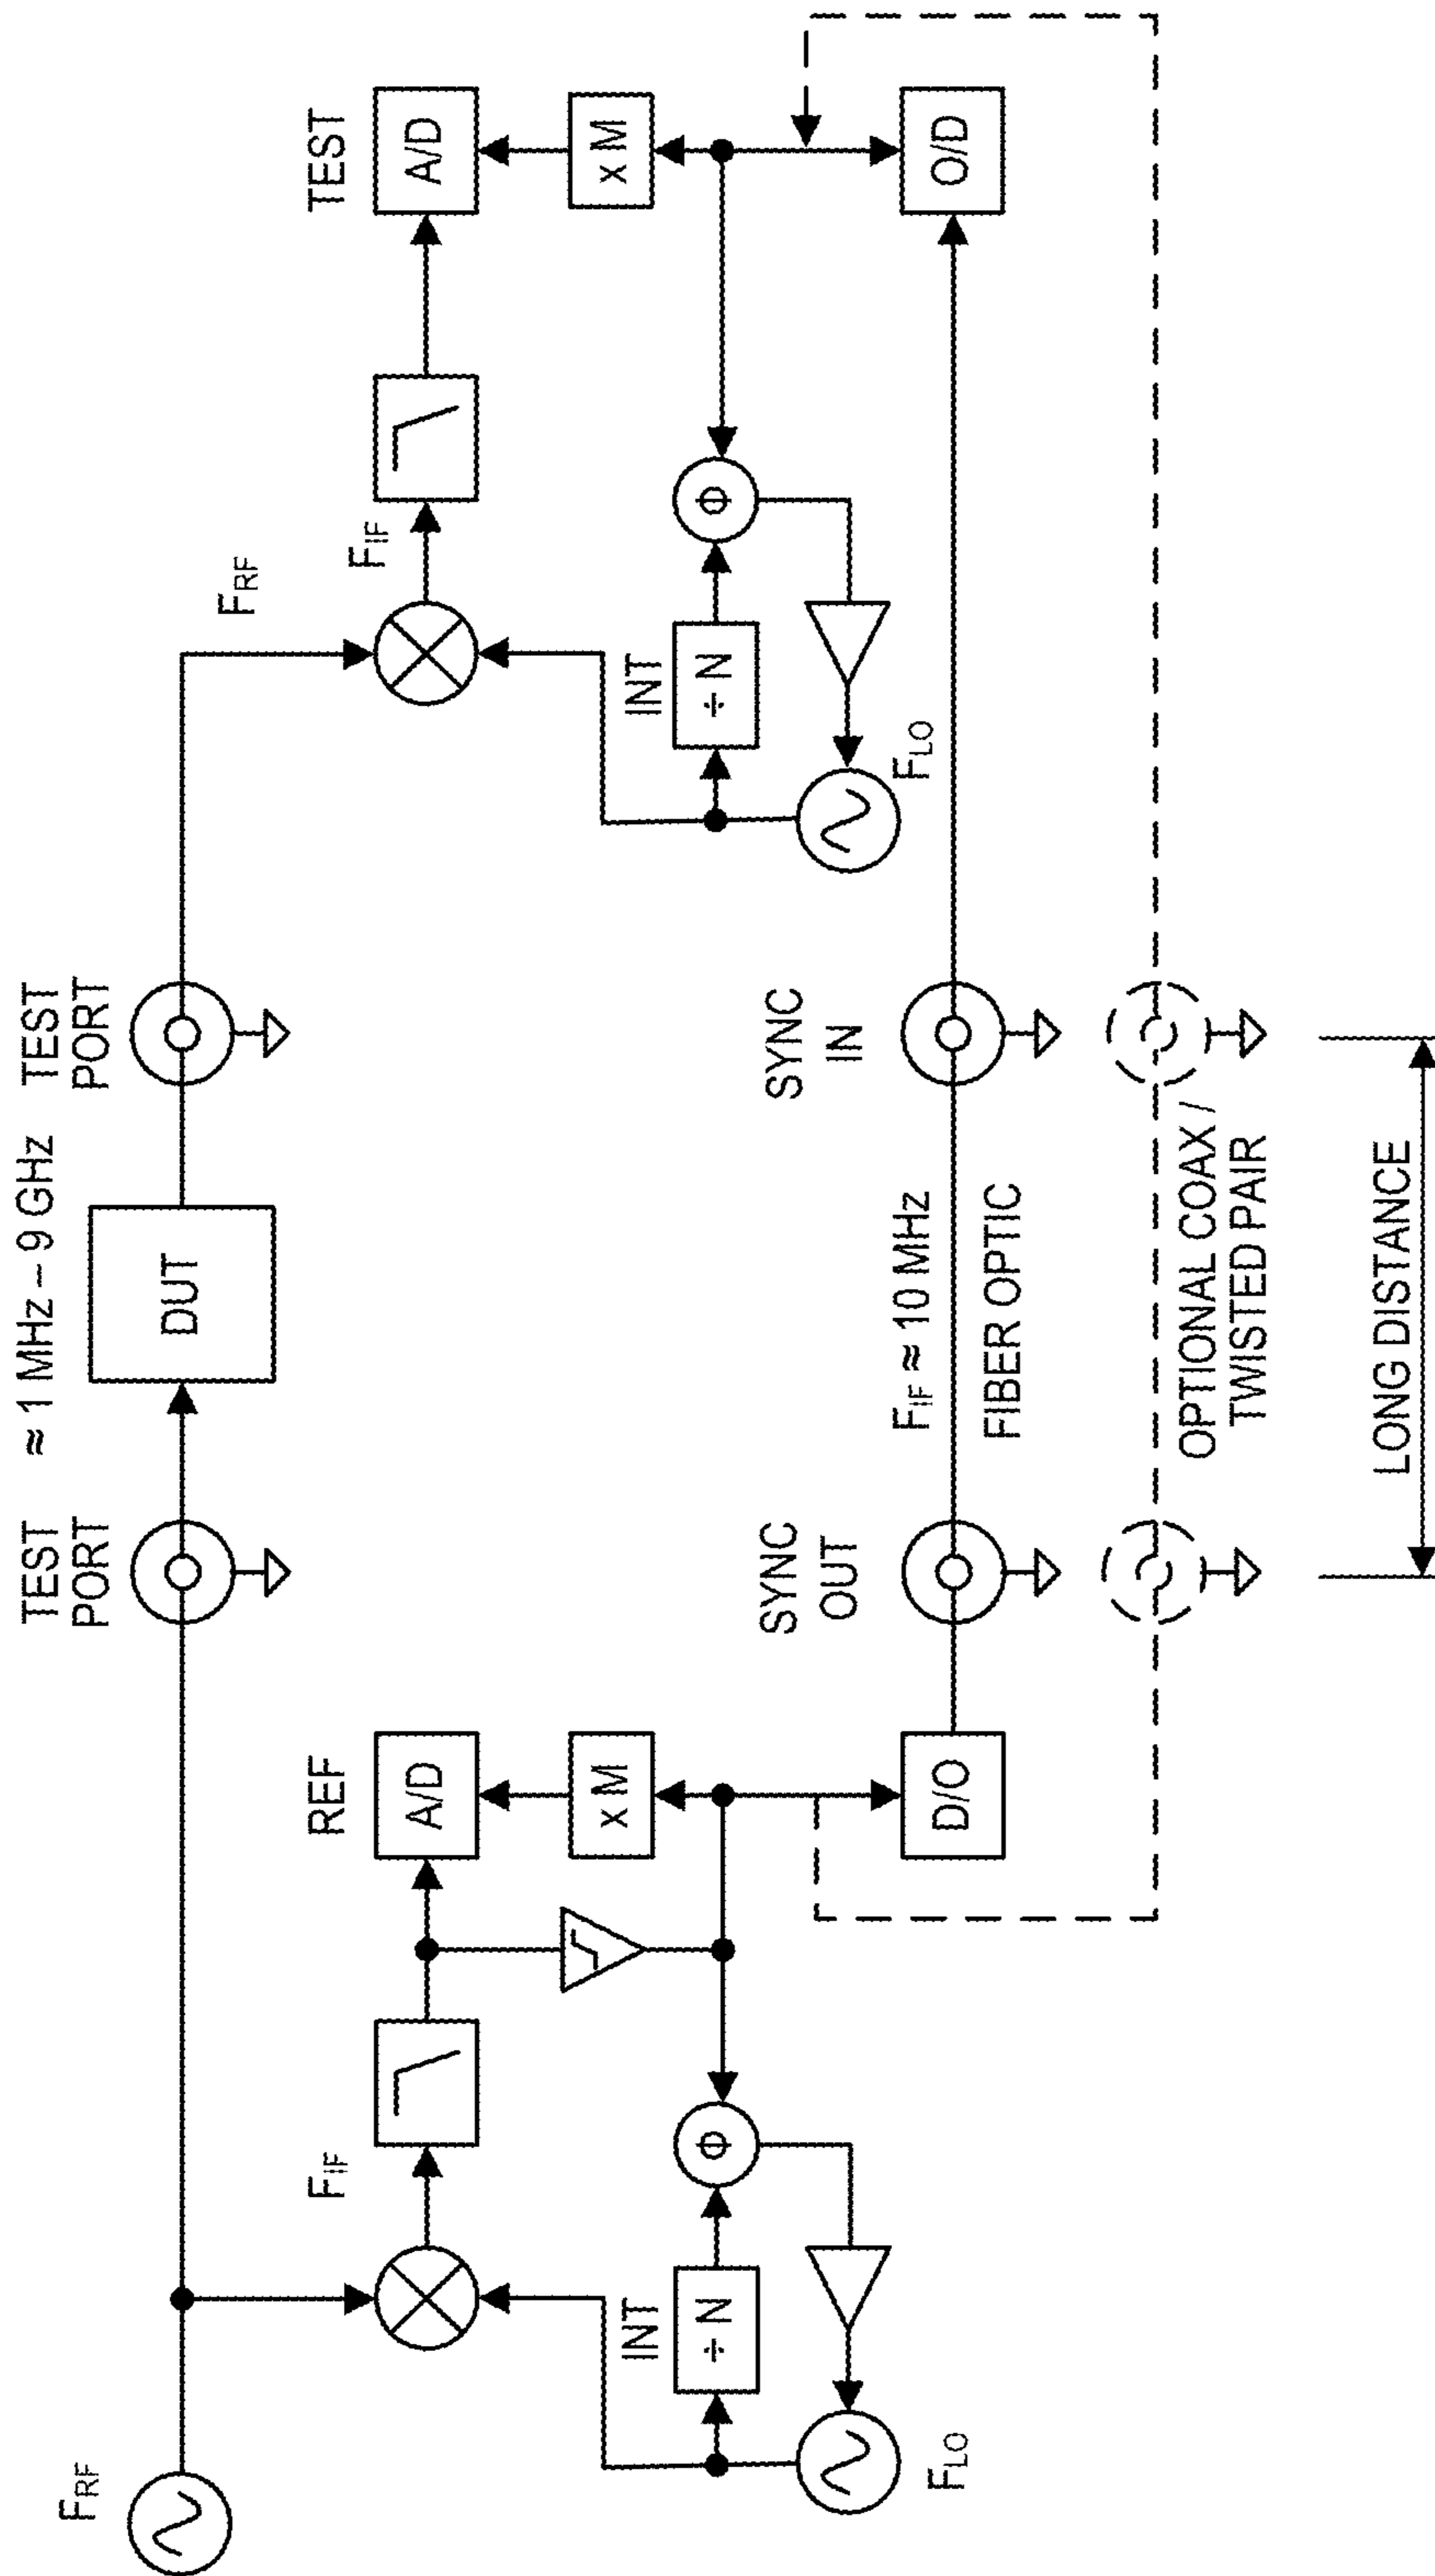 F_RF
TEST
PORT
≈ 1 MHz – 9 GHz
DUT
TEST
PORT
F_RF
F_IF
REF
A/D
x M
INT
÷ N
Φ
F_LO
D/O
SYNC
OUT
F_IF ≈ 10 MHz
FIBER OPTIC
SYNC
IN
F_IF
TEST
A/D
x M
INT
÷ N
Φ
F_LO
O/D
OPTIONAL COAX /
TWISTED PAIR
LONG DISTANCE